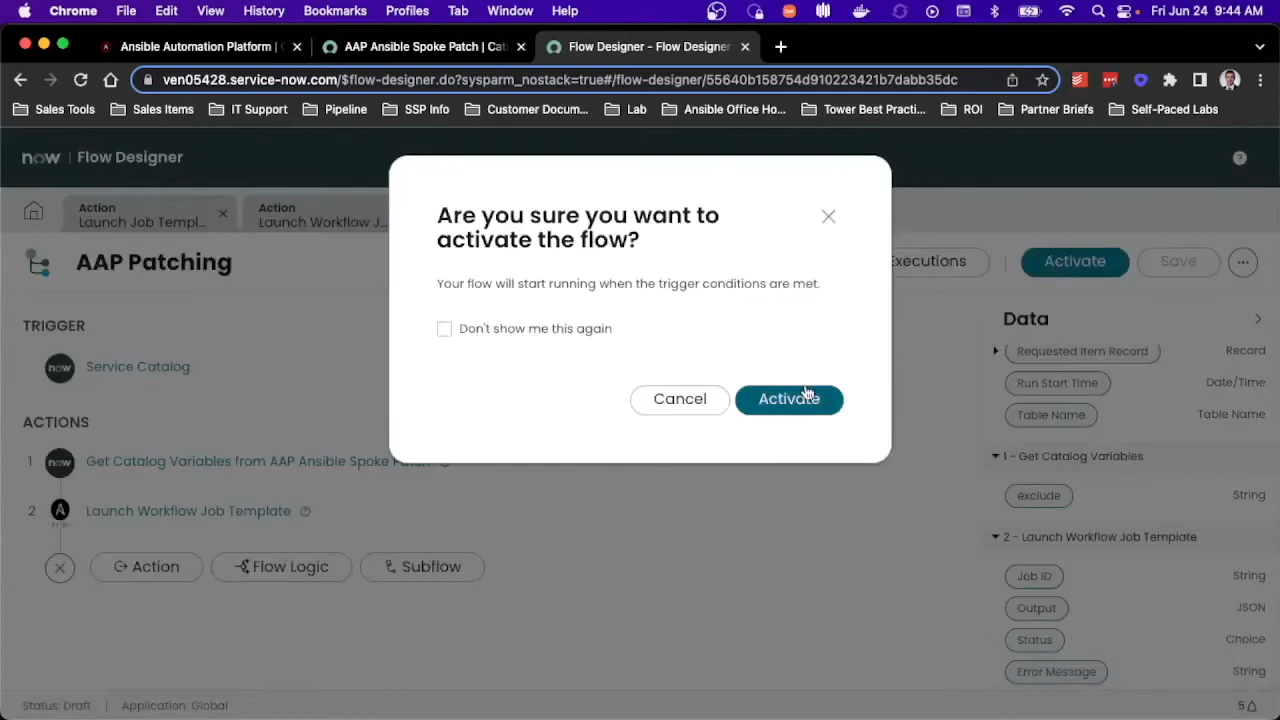 Chrome File Edit View History Bookmarks Profiles Tab Window Help Fri Jun 24 9:44 AM
Ansible Automation Platform | AAP Ansible Spoke Patch | Cat Flow Designer - Flow Designer
ven05428.service-now.com/$flow-designer.do?sysparm_nostack=true#/flow-designer/55640b158754d910223421b7dabb35dc
Sales Tools Sales Items IT Support Pipeline SSP Info Customer Docum... Lab Ansible Office Ho... Tower Best Practi... ROI Partner Briefs Self-Paced Labs
now | Flow Designer
Action
Launch Job Templ...
Action
Launch Workflow J...
AAP Patching
Executions Activate Save
Are you sure you want to
activate the flow?
Your flow will start running when the trigger conditions are met.
Don't show me this again
Cancel Activate
TRIGGER
now Service Catalog
ACTIONS
1 now Get Catalog Variables from AAP Ansible Spoke Patch
2 A Launch Workflow Job Template
Action Flow Logic Subflow
Data
Requested Item Record Record
Run Start Time Date/Time
Table Name Table Name
1 - Get Catalog Variables
exclude String
2 - Launch Workflow Job Template
Job ID String
Output JSON
Status Choice
Error Message String
Status: Draft | Application: Global 5